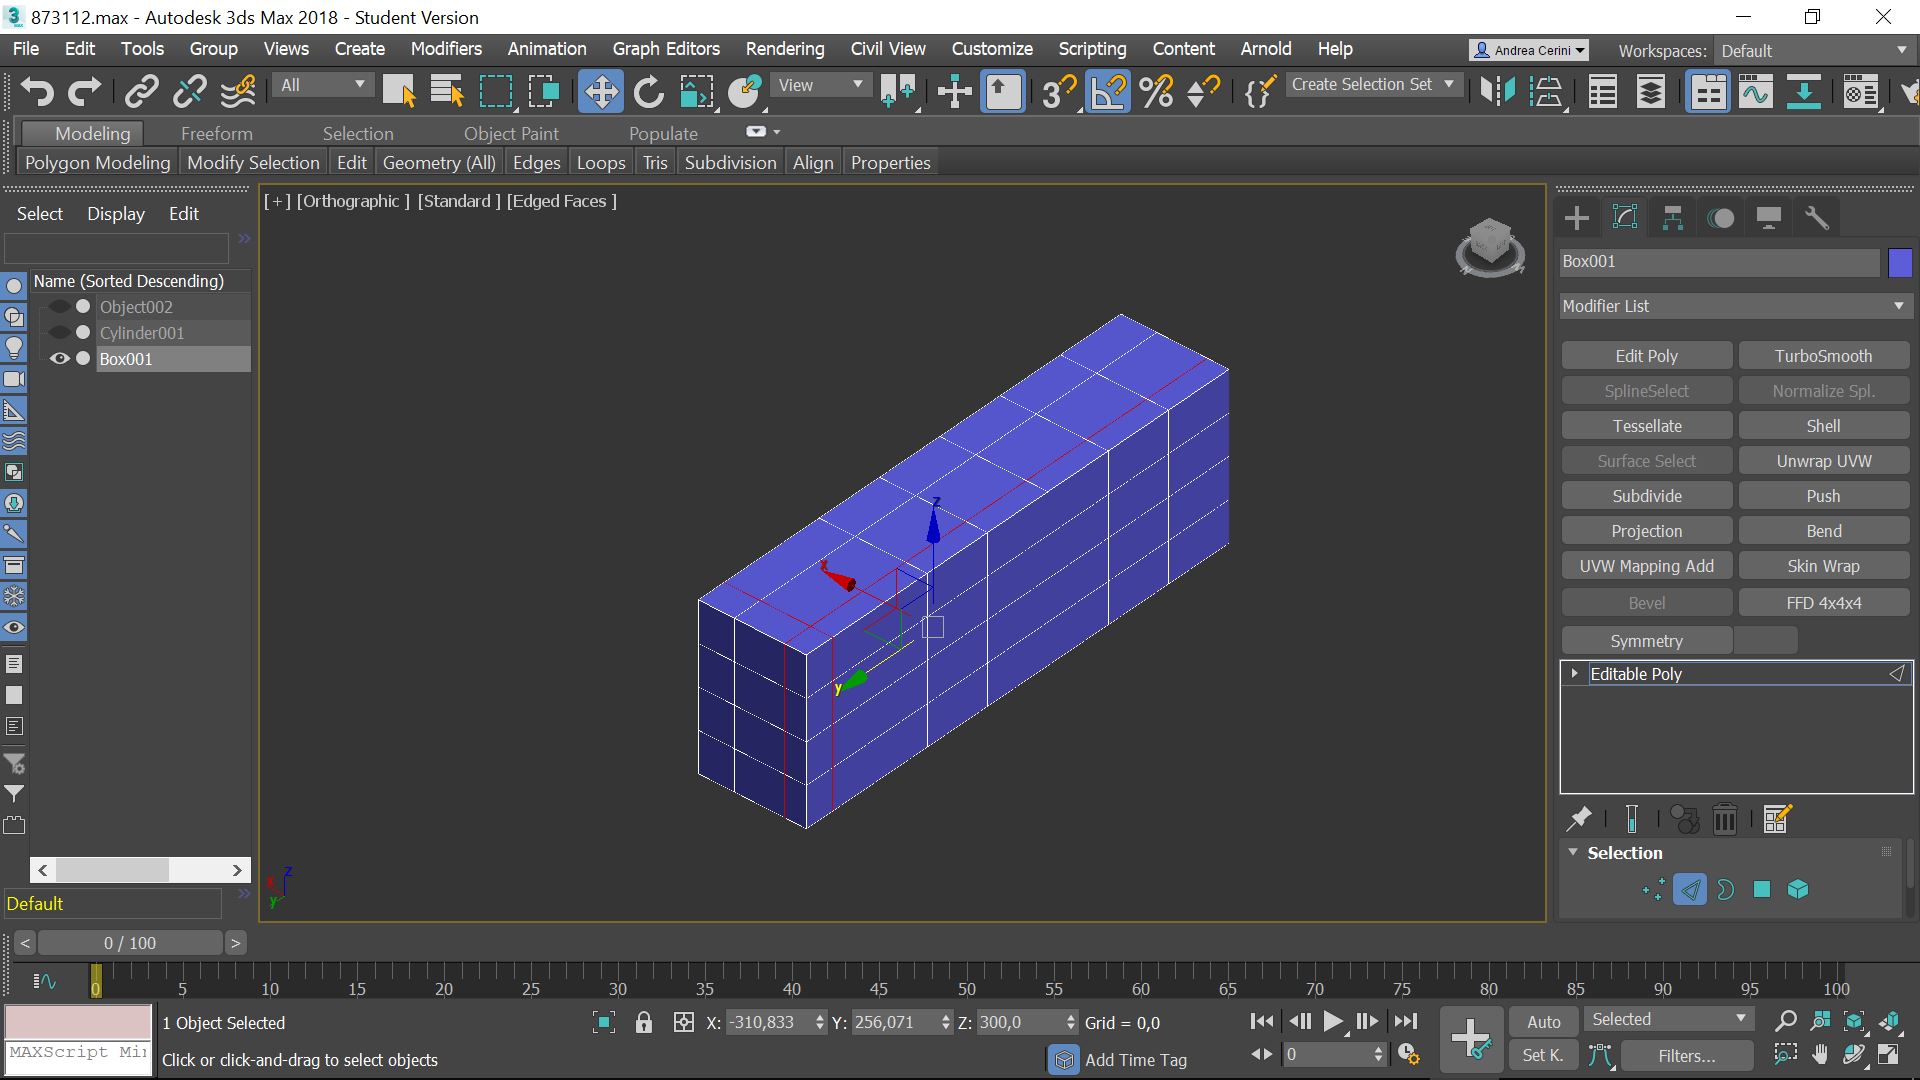 873112.max - Autodesk 3ds Max 2018 - Student Version
File Edit Tools Group Views Create Modifiers Animation Graph Editors Rendering Civil View Customize Scripting Content Arnold Help
Andrea Cerini
Workspaces: Default
All
View
Create Selection Set
Modeling Freeform Selection Object Paint Populate
Polygon Modeling Modify Selection Edit Geometry (All) Edges Loops Tris Subdivision Align Properties
Select Display Edit
Name (Sorted Descending)
Object002
Cylinder001
Box001
[ + ] [Orthographic ] [Standard ] [Edged Faces ]
z
x
y
z
x
y
Box001
Modifier List
Edit Poly TurboSmooth
SplineSelect Normalize Spl.
Tessellate Shell
Surface Select Unwrap UVW
Subdivide Push
Projection Bend
UVW Mapping Add Skin Wrap
Bevel FFD 4x4x4
Symmetry
Editable Poly
Selection
Default
< 0 / 100 >
0 5 10 15 20 25 30 35 40 45 50 55 60 65 70 75 80 85 90 95 100
1 Object Selected
X: -310,833 Y: 256,071 Z: 300,0 Grid = 0,0
Auto Selected
MAXScript Mi
Click or click-and-drag to select objects
Add Time Tag
0
Set K. Filters...